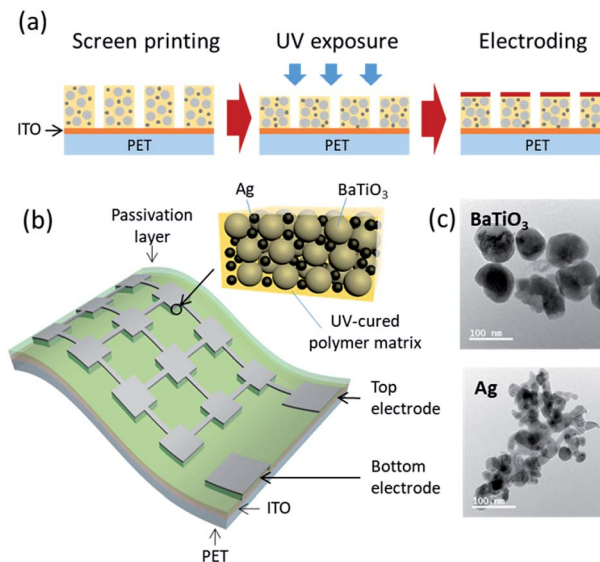 (a)
Screen printing
UV exposure
Electroding
ITO
PET
PET
PET
(b)
Ag
BaTiO3
Passivation
layer
UV-cured
polymer matrix
Top
electrode
Bottom
electrode
ITO
PET
(c)
BaTiO3
100 nm
Ag
100 nm